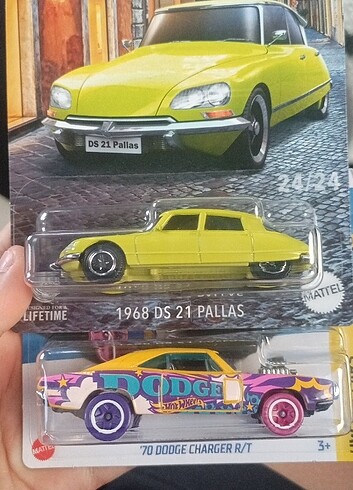 DS 21 Pallas
24/24
MATTEL
LIFETIME
1968 DS 21 PALLAS
DODGE
HOT WHEELS
MATTEL
'70 DODGE CHARGER R/T
3+